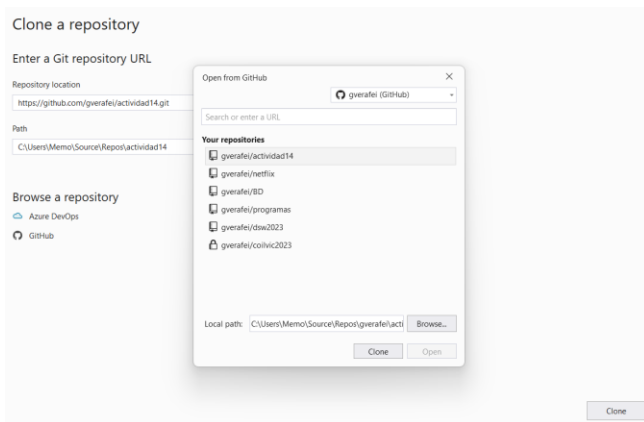 Clone a repository
Enter a Git repository URL
Repository location
https://github.com/gverafei/actividad14.git
Path
C:\Users\Memo\Source\Repos\actividad14
Browse a repository
Azure DevOps
GitHub
Open from GitHub
gverafei (GitHub)
Search or enter a URL
Your repositories
gverafei/actividad14
gverafei/netflix
gverafei/BD
gverafei/programas
gverafei/dsw2023
gverafei/coilvic2023
Local path: C:\Users\Memo\Source\Repos\gverafei\acti Browse...
Clone Open
Clone